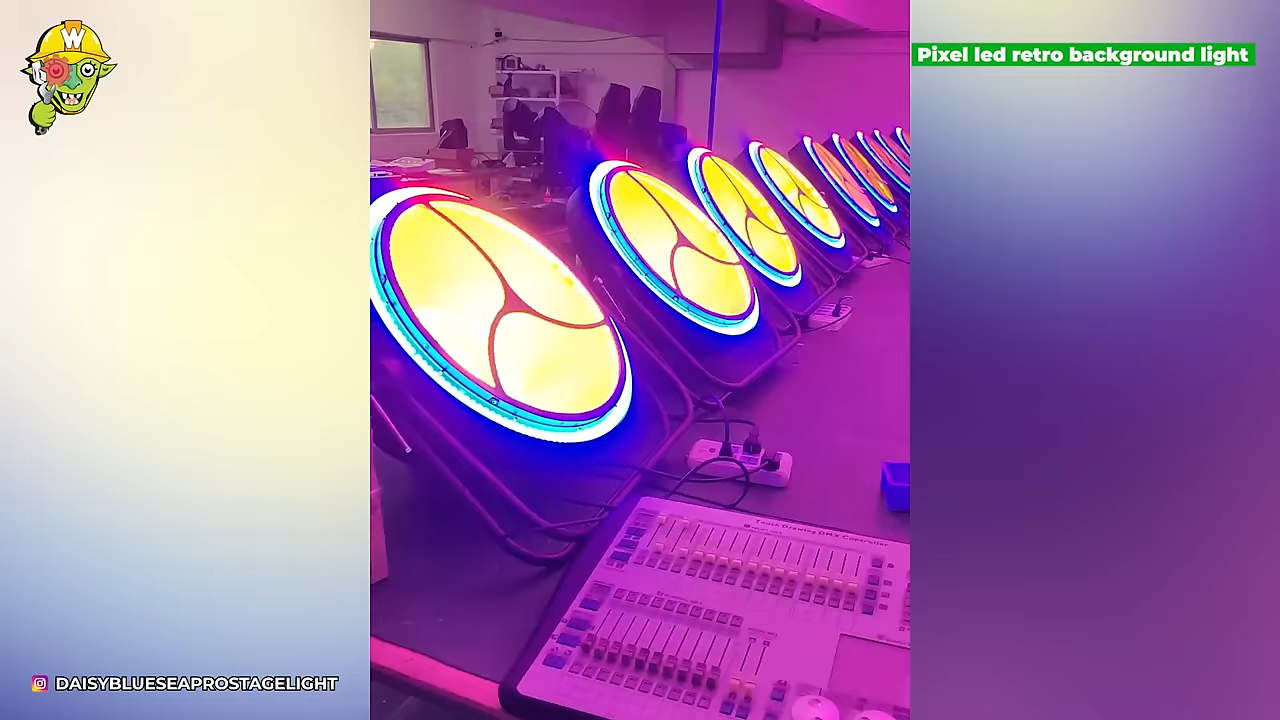 W
Pixel led retro background light
Touch Drawing DMX Controller
DAISYBLUESEAPROSTAGELIGHT